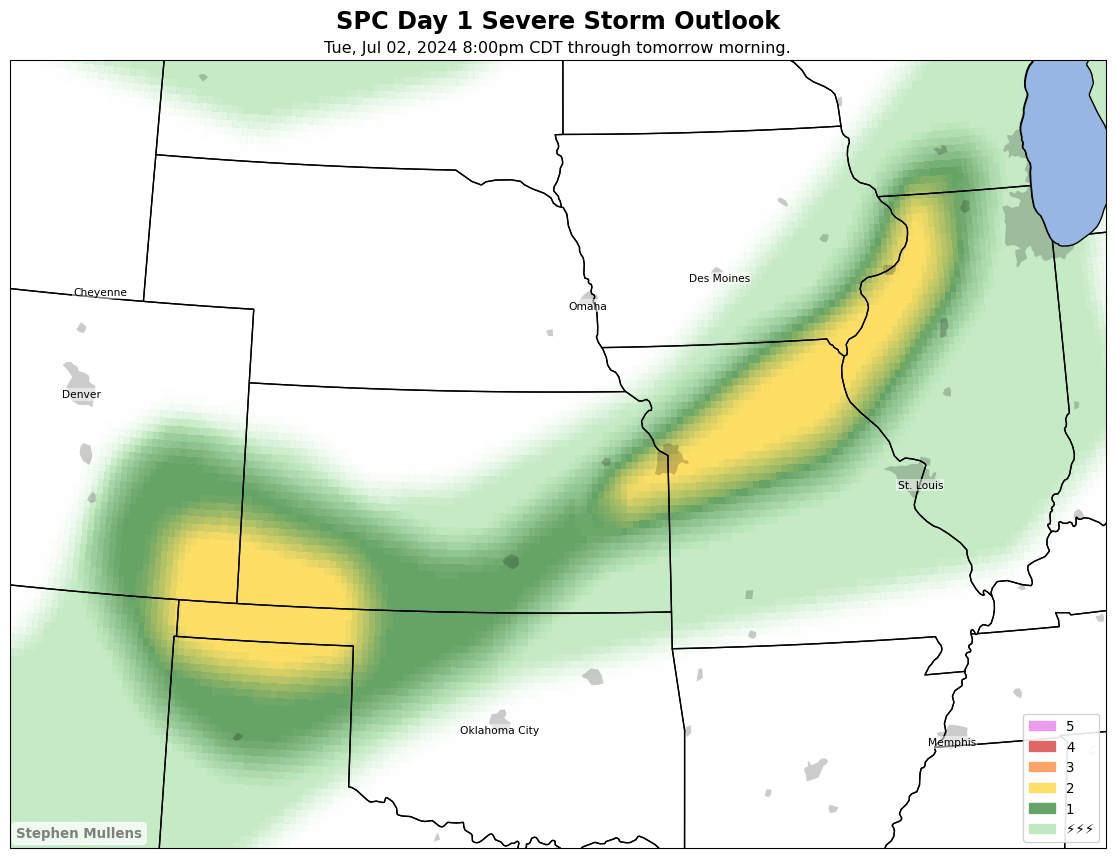 SPC Day 1 Severe Storm Outlook
Tue, Jul 02, 2024 8:00pm CDT through tomorrow morning.
Cheyenne
Des Moines
Omaha
Denver
St. Louis
Oklahoma City
Memphis
5
4
3
2
1
⚡⚡⚡
Stephen Mullens